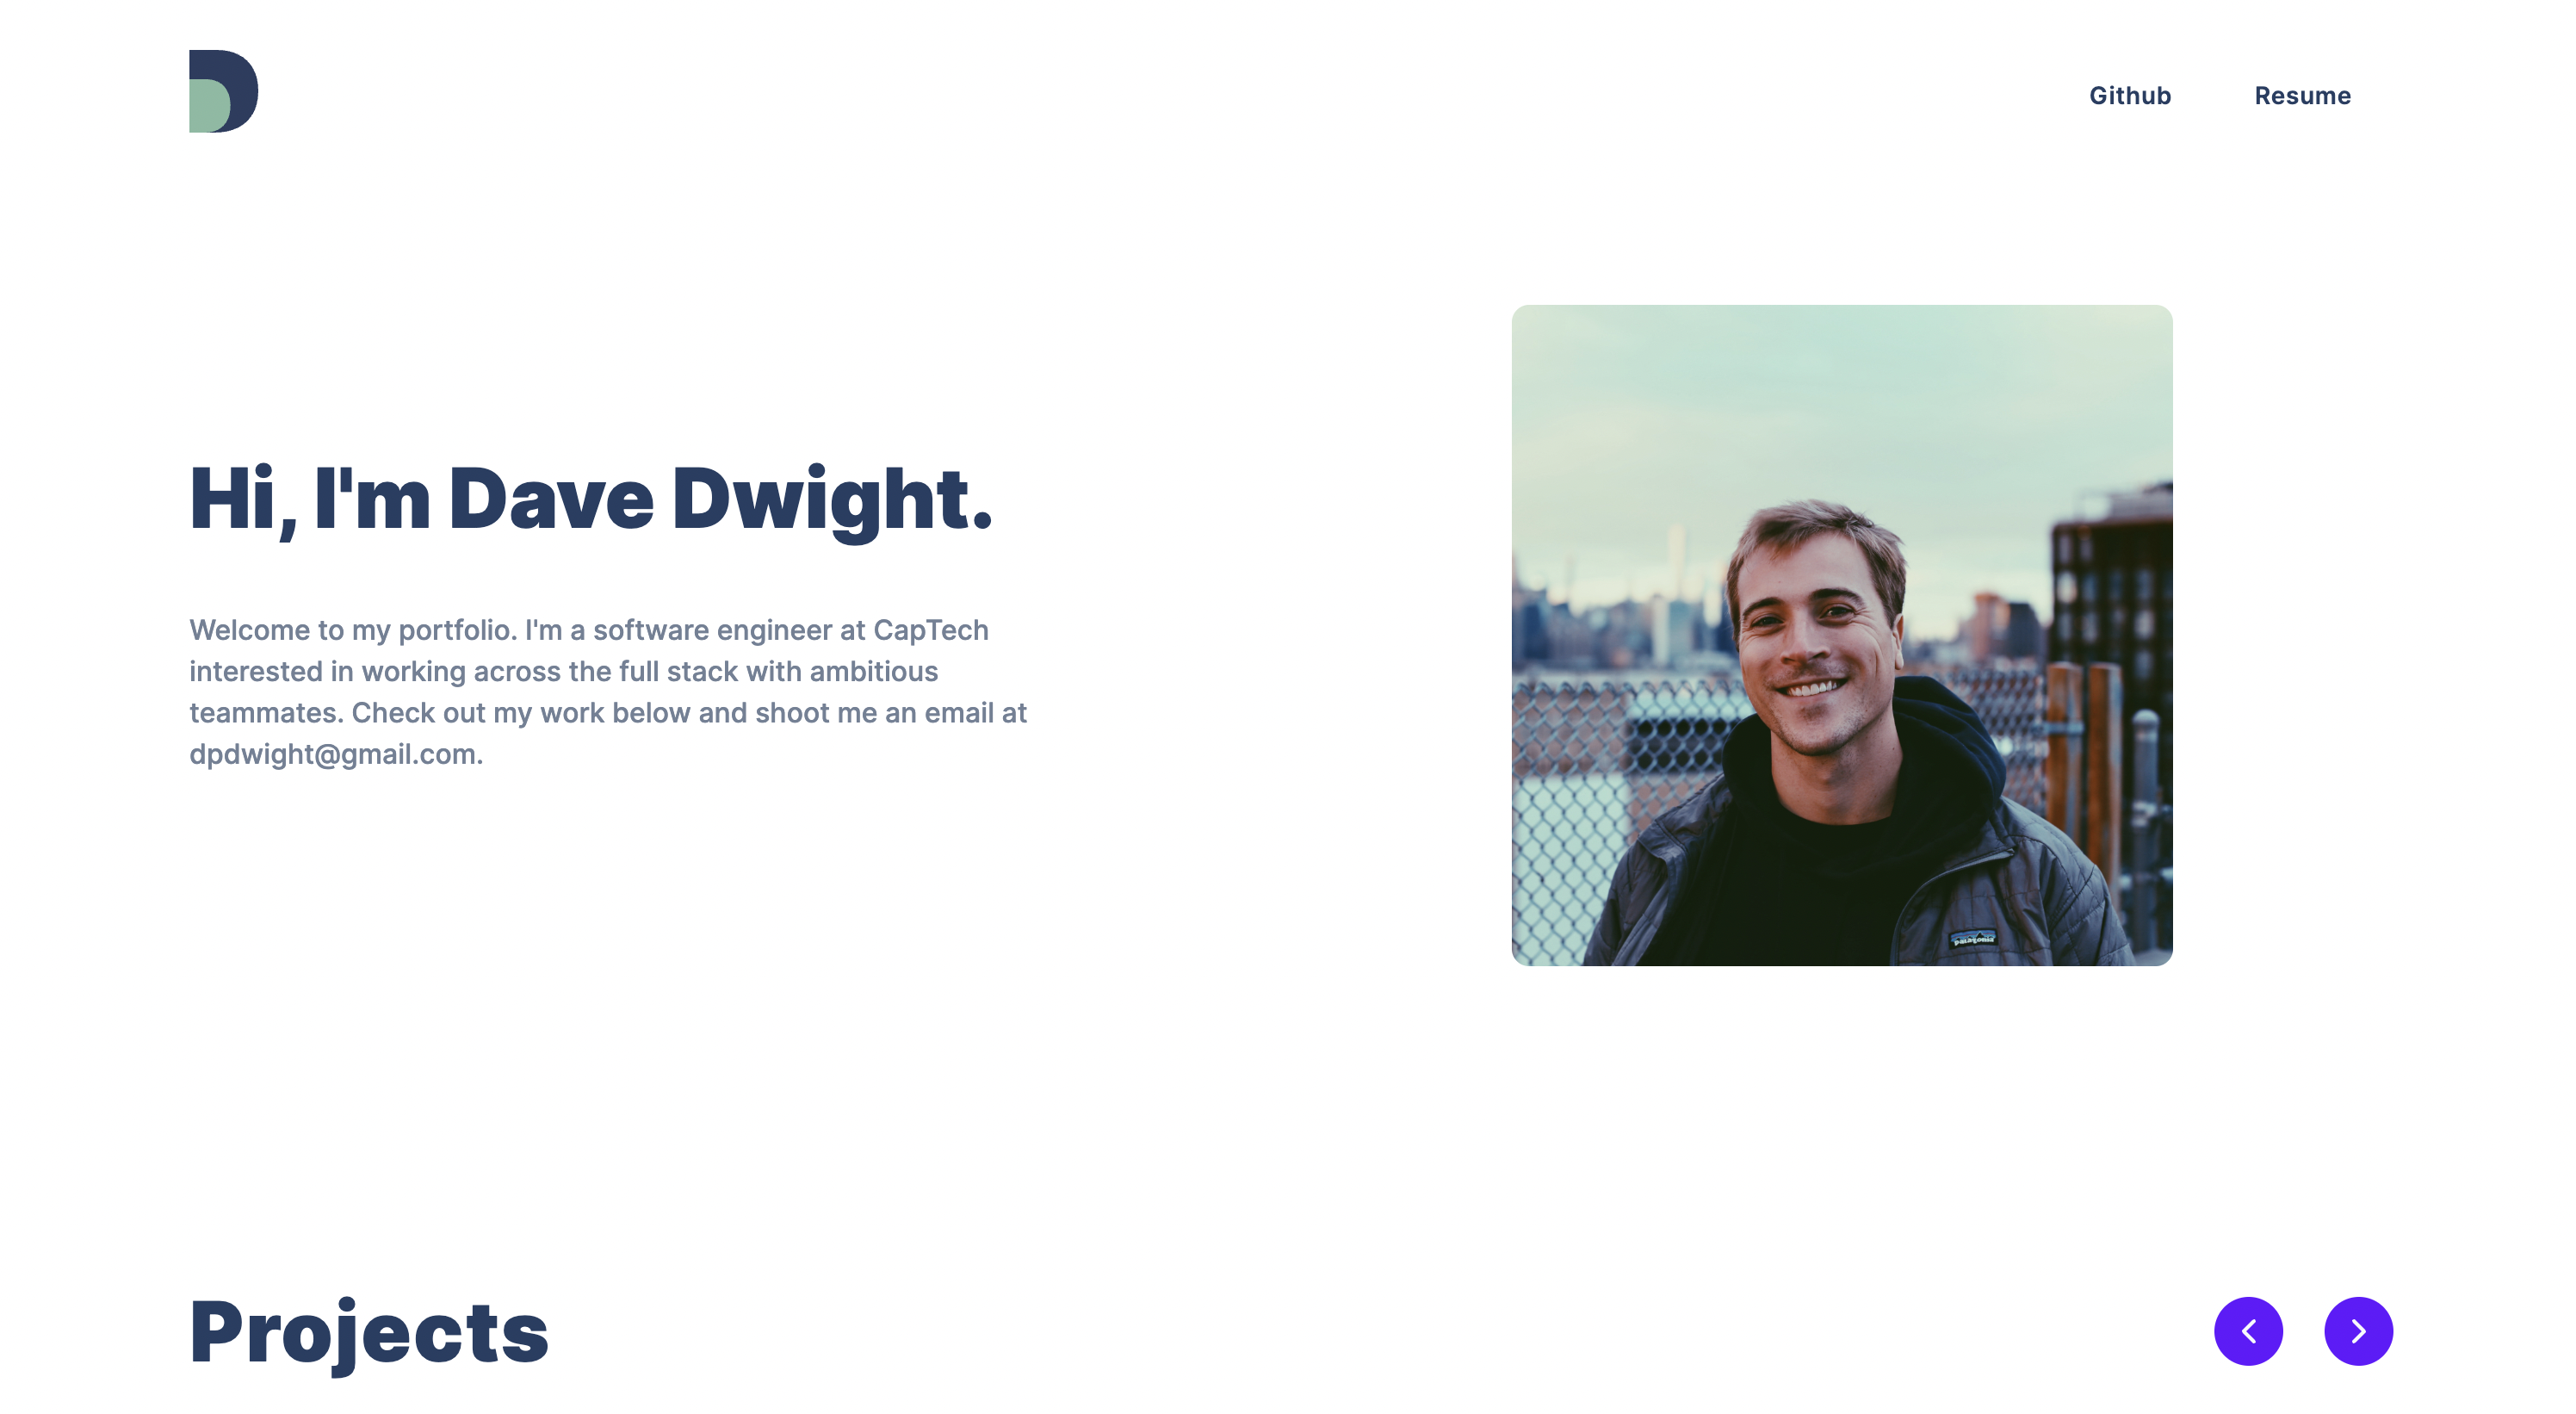 Github
Resume
Hi, I'm Dave Dwight.
Welcome to my portfolio. I'm a software engineer at CapTech
interested in working across the full stack with ambitious
teammates. Check out my work below and shoot me an email at
dpdwight@gmail.com.
patagonia
Projects